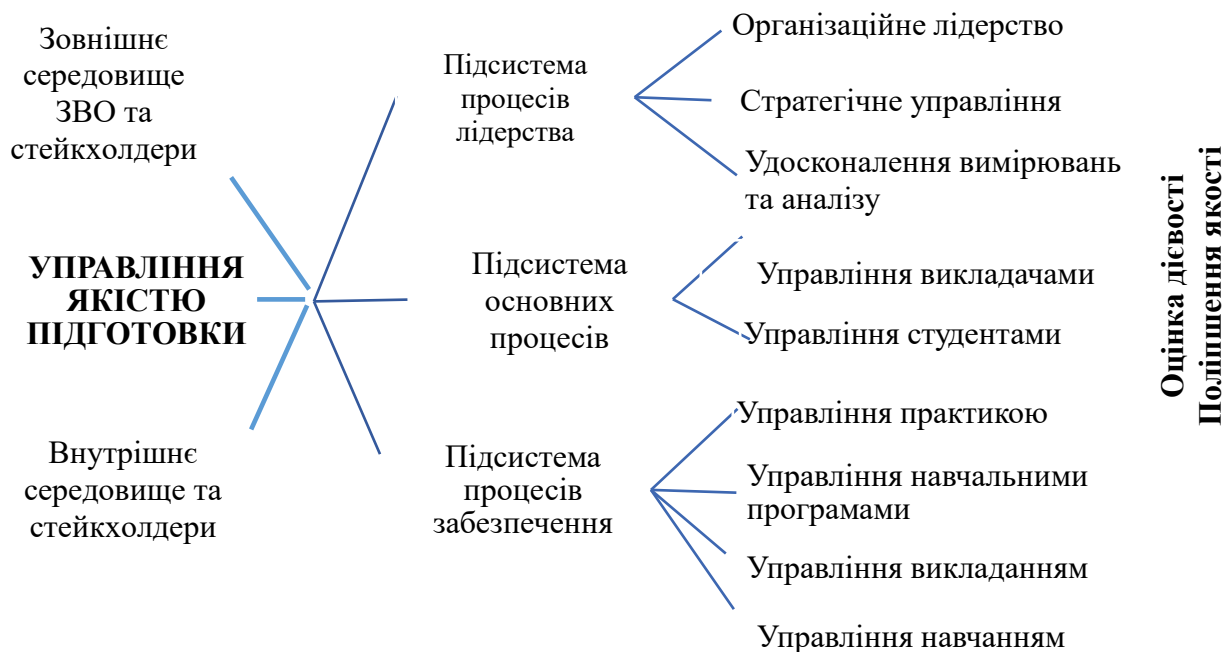 Зовнішнє
середовище
ЗВО та
стейкхолдери
УПРАВЛІННЯ
ЯКІСТЮ
ПІДГОТОВКИ
Внутрішнє
середовище та
стейкхолдери
Підсистема
процесів
лідерства
Підсистема
основних
процесів
Підсистема
процесів
забезпечення
Організаційне лідерство
Стратегічне управління
Удосконалення вимірювань
та аналізу
Управління викладачами
Управління студентами
Управління практикою
Управління навчальними
програмами
Управління викладанням
Управління навчанням
Оцінка дієвості
Поліпшення якості